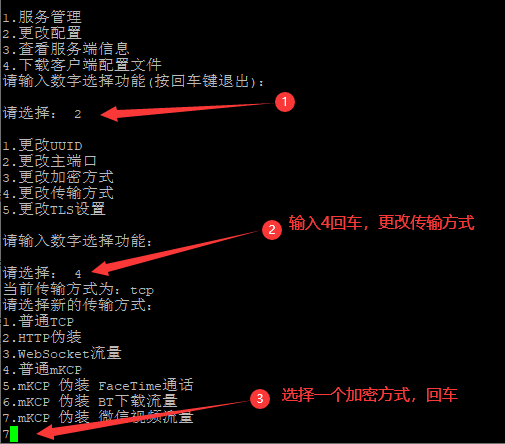 1.服务管理
2.更改配置
3.查看服务端信息
4.下载客户端配置文件
请输入数字选择功能(按回车键退出):
请选择: 2
1
1.更改UUID
2.更改主端口
3.更改加密方式
4.更改传输方式
5.更改TLS设置
2 输入4回车，更改传输方式
请输入数字选择功能:
请选择: 4
当前传输方式为: tcp
请选择新的传输方式:
1.普通TCP
2.HTTP伪装
3.WebSocket流量
4.普通mKCP
5.mKCP 伪装 FaceTime通话
6.mKCP 伪装 BT下载流量
3 选择一个加密方式，回车
7.mKCP 伪装 微信视频流量
7